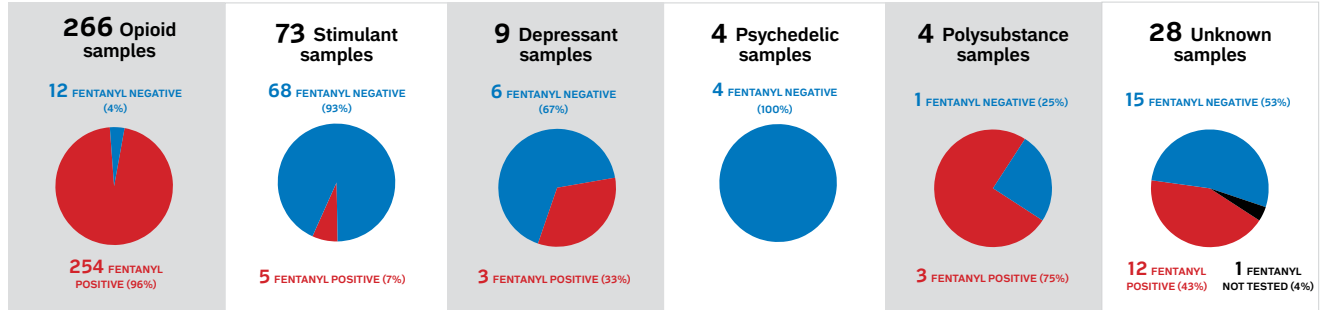 266 Opioid
samples
12 FENTANYL NEGATIVE
(4%)
254 FENTANYL
POSITIVE (96%)
73 Stimulant
samples
68 FENTANYL NEGATIVE
(93%)
5 FENTANYL POSITIVE (7%)
9 Depressant
samples
6 FENTANYL NEGATIVE
(67%)
3 FENTANYL POSITIVE (33%)
4 Psychedelic
samples
4 FENTANYL NEGATIVE
(100%)
4 Polysubstance
samples
1 FENTANYL NEGATIVE (25%)
3 FENTANYL POSITIVE (75%)
28 Unknown
samples
15 FENTANYL NEGATIVE (53%)
12 FENTANYL
POSITIVE (43%)
1 FENTANYL
NOT TESTED (4%)